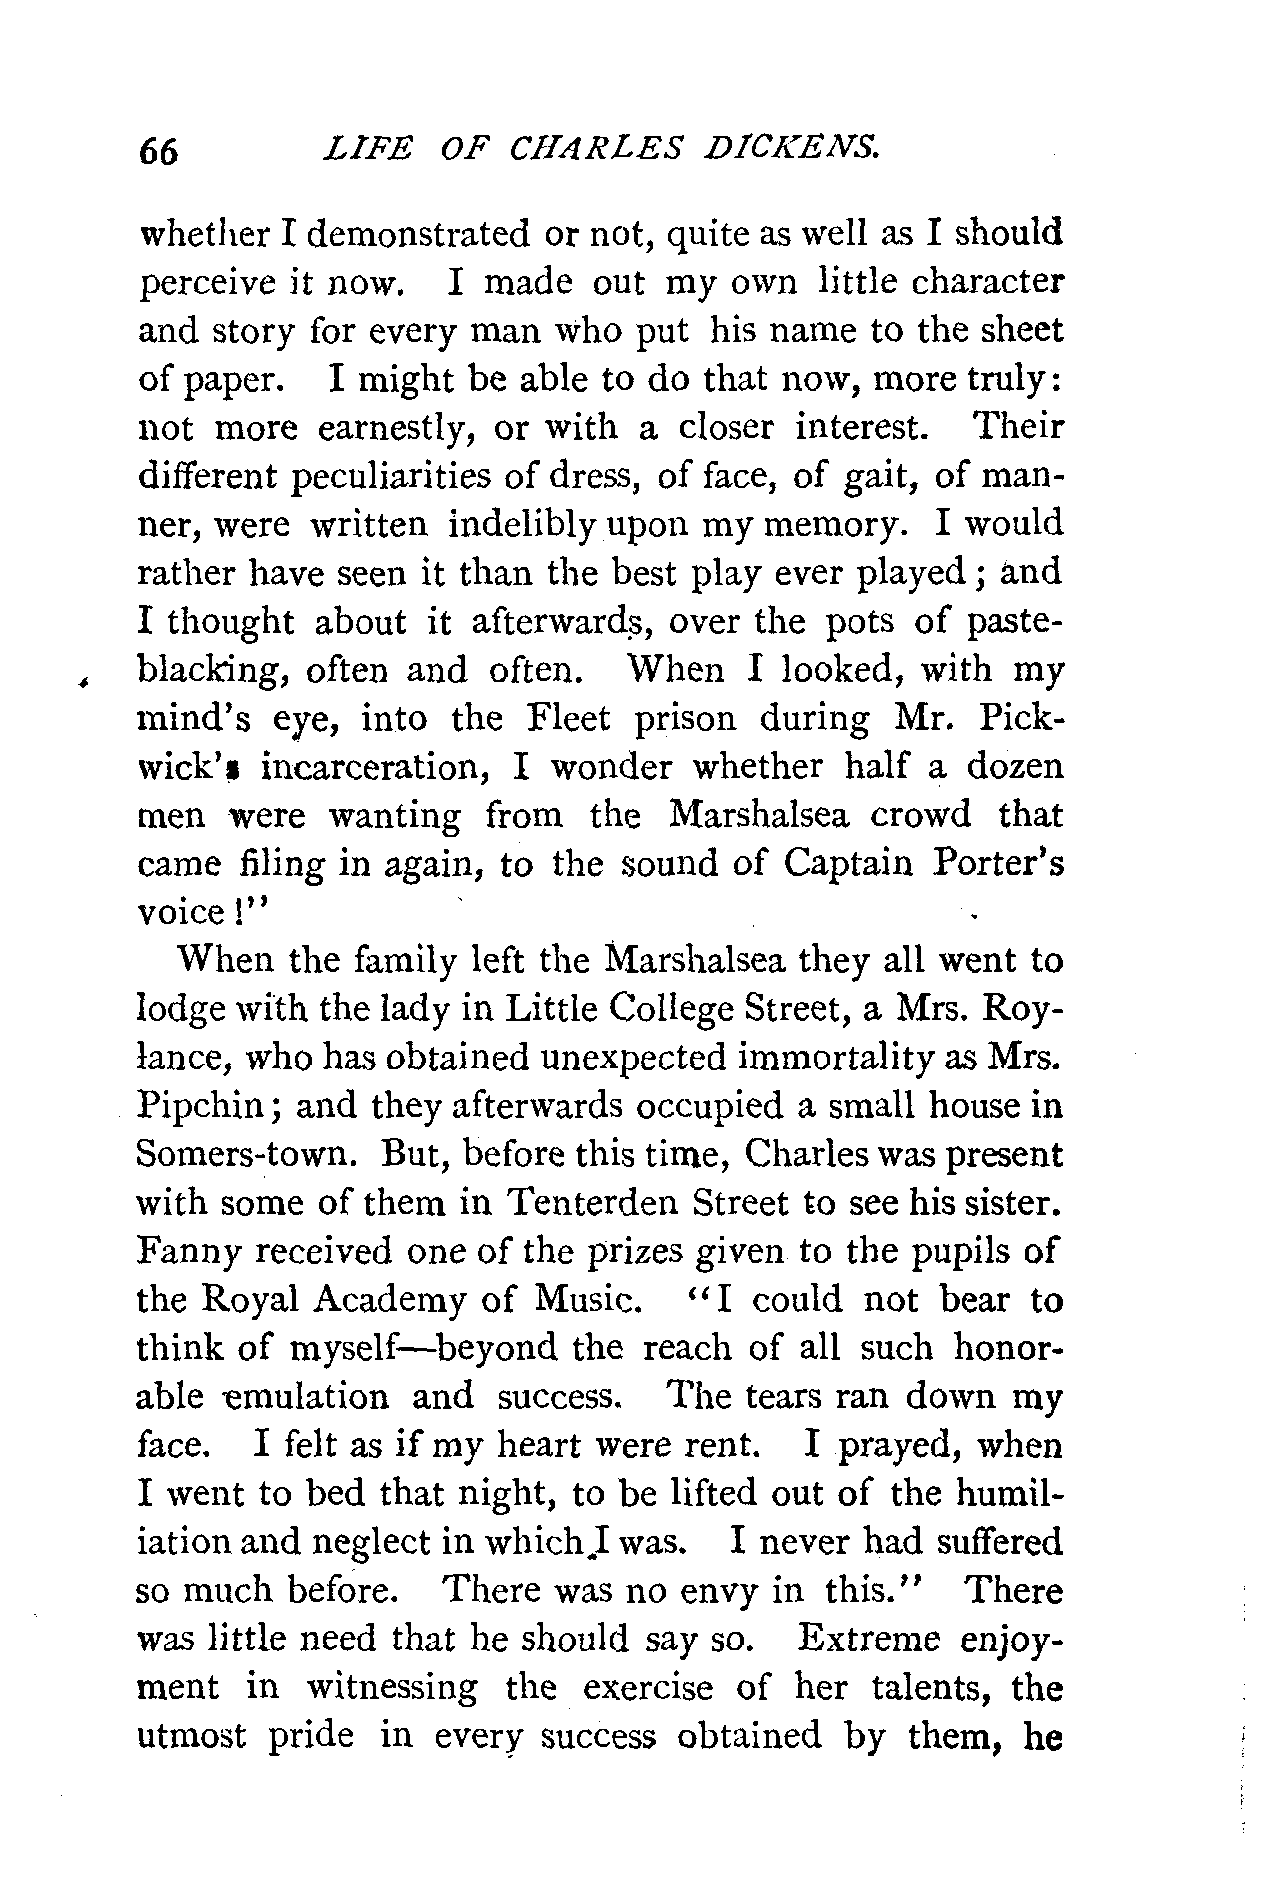 66 LIFE OF CHARLES DICKENS.
whether I demonstrated or not, quite as well as I should
perceive it now. I made out my own little character
and story for every man who put his name to the sheet
of paper. I might be able to do that now, more truly:
not more earnestly, or with a closer interest. Their
different peculiarities of dress, of face, of gait, of man-
ner, were written indelibly upon my memory. I would
rather have seen it than the best play ever played; and
I thought about it afterwards, over the pots of paste-
blacking, often and often. When I looked, with my
mind's eye, into the Fleet prison during Mr. Pick-
wick's incarceration, I wonder whether half a dozen
men were wanting from the Marshalsea crowd that
came filing in again, to the sound of Captain Porter's
voice!"
When the family left the Marshalsea they all went to
lodge with the lady in Little College Street, a Mrs. Roy-
lance, who has obtained unexpected immortality as Mrs.
Pipchin; and they afterwards occupied a small house in
Somers-town. But, before this time, Charles was present
with some of them in Tenterden Street to see his sister.
Fanny received one of the prizes given to the pupils of
the Royal Academy of Music. "I could not bear to
think of myself—beyond the reach of all such honor-
able emulation and success. The tears ran down my
face. I felt as if my heart were rent. I prayed, when
I went to bed that night, to be lifted out of the humil-
iation and neglect in which I was. I never had suffered
so much before. There was no envy in this." There
was little need that he should say so. Extreme enjoy-
ment in witnessing the exercise of her talents, the
utmost pride in every success obtained by them, he